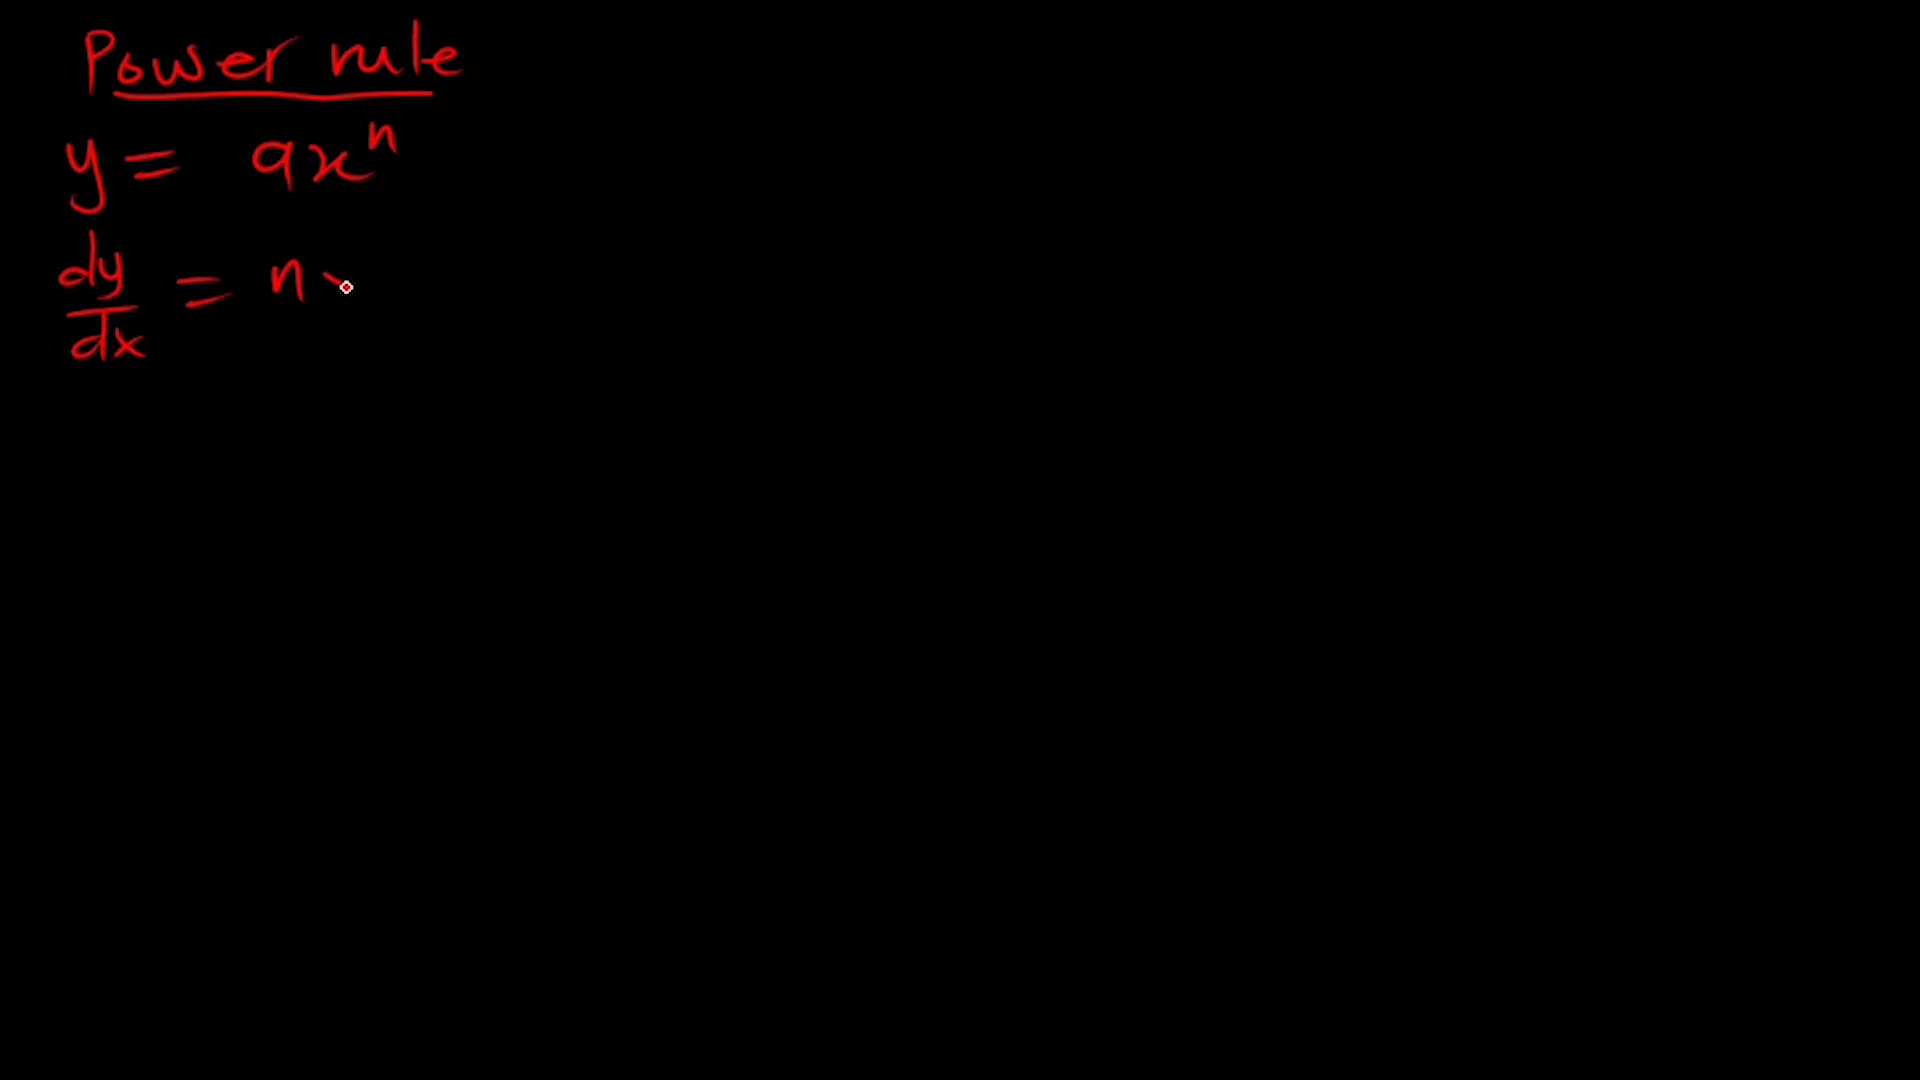 Power rule
y = ax^n
dy/dx = n